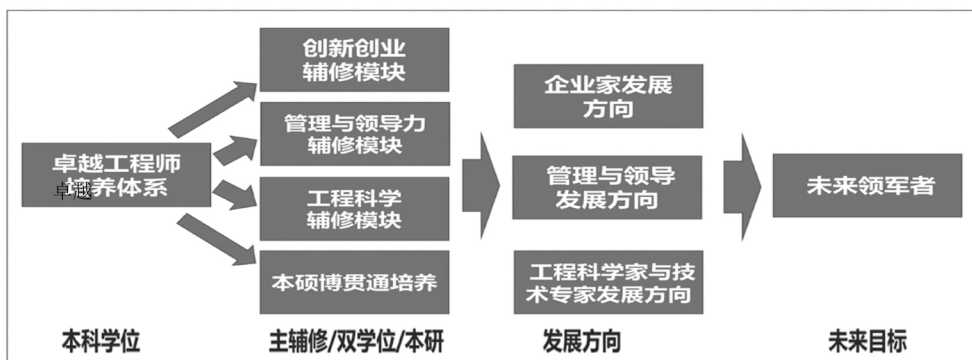 创新创业
辅修模块
管理与领导力
辅修模块
卓越工程师
培养体系
卓越
工程科学
辅修模块
本硕博贯通培养
企业家发展
方向
管理与领导
发展方向
工程科学家与技
术专家发展方向
未来领军者
本科学位
主辅修/双学位/本研
发展方向
未来目标